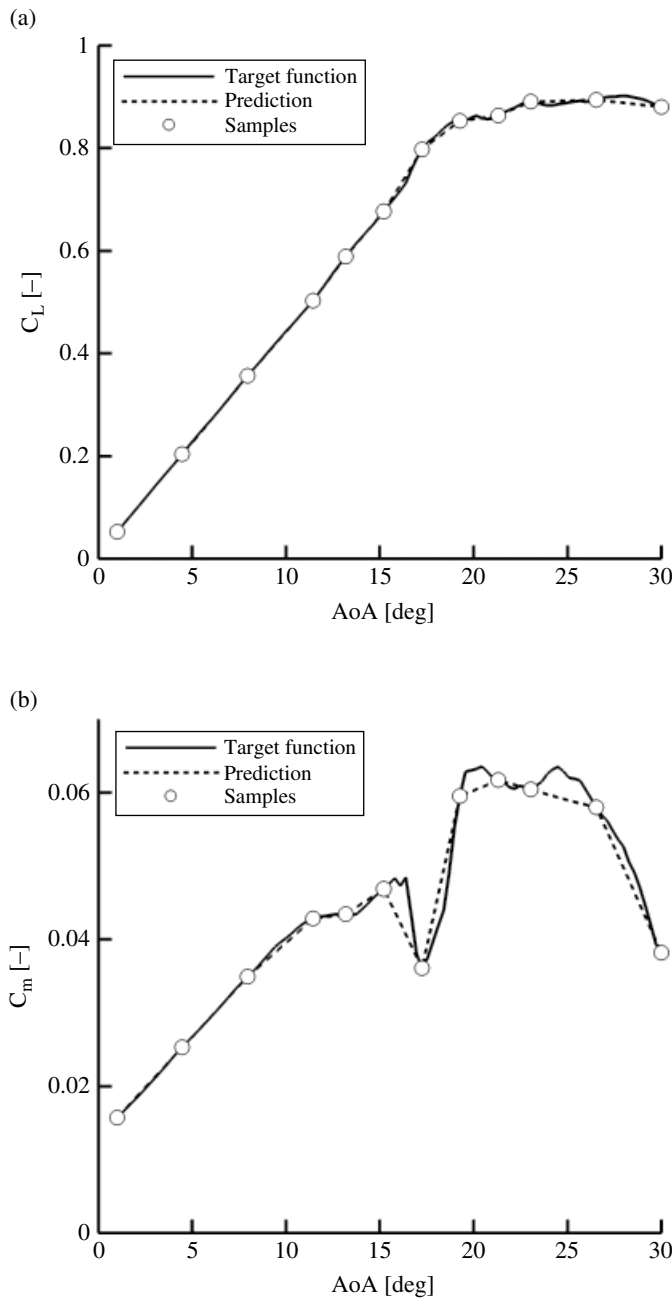 (a)
1
Target function
Prediction
Samples
0.8
0.6
C_L [–]
0.4
0.2
0
0 5 10 15 20 25 30
AoA [deg]
(b)
Target function
Prediction
Samples
0.06
0.04
C_m [–]
0.02
0
0 5 10 15 20 25 30
AoA [deg]